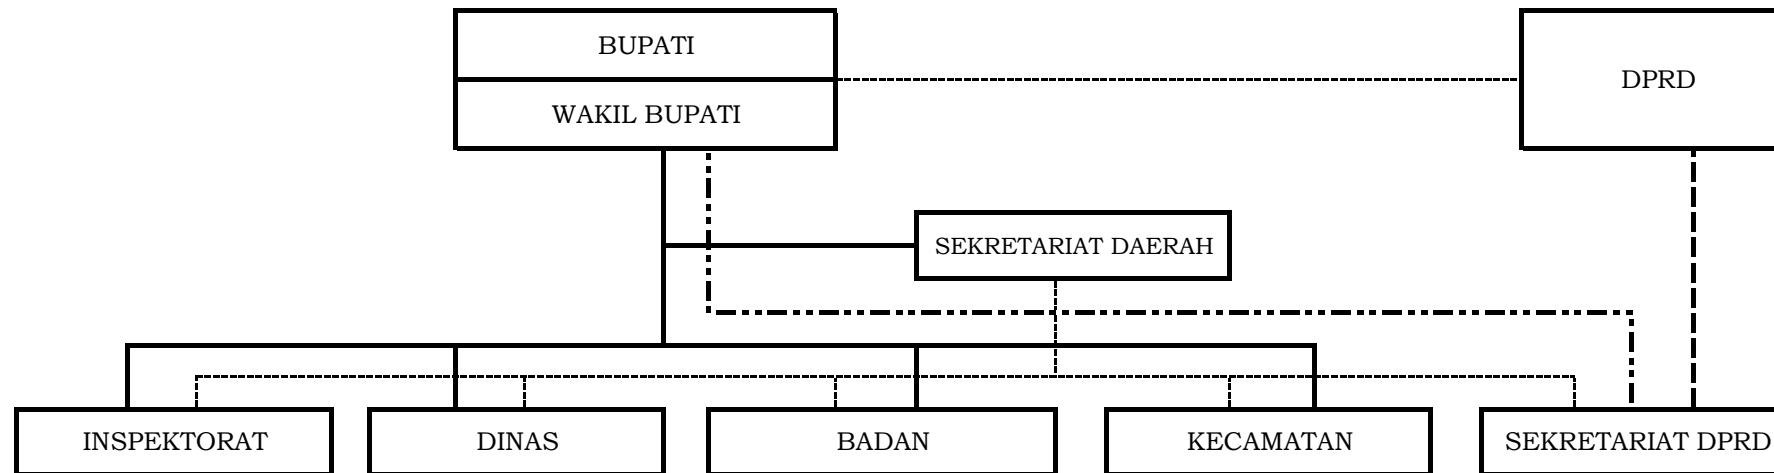 BUPATI
DPRD
WAKIL BUPATI
SEKRETARIAT DAERAH
INSPEKTORAT
DINAS
BADAN
KECAMATAN
SEKRETARIAT DPRD